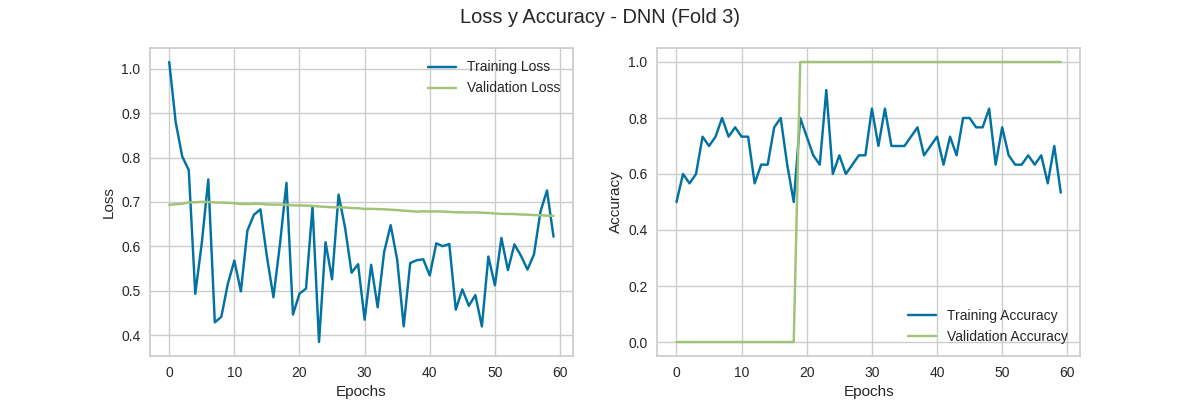 Loss y Accuracy - DNN (Fold 3)
Loss
1.0
0.9
0.8
0.7
0.6
0.5
0.4
Training Loss
Validation Loss
0 10 20 30 40 50 60
Epochs
Accuracy
1.0
0.8
0.6
0.4
0.2
0.0
Training Accuracy
Validation Accuracy
0 10 20 30 40 50 60
Epochs